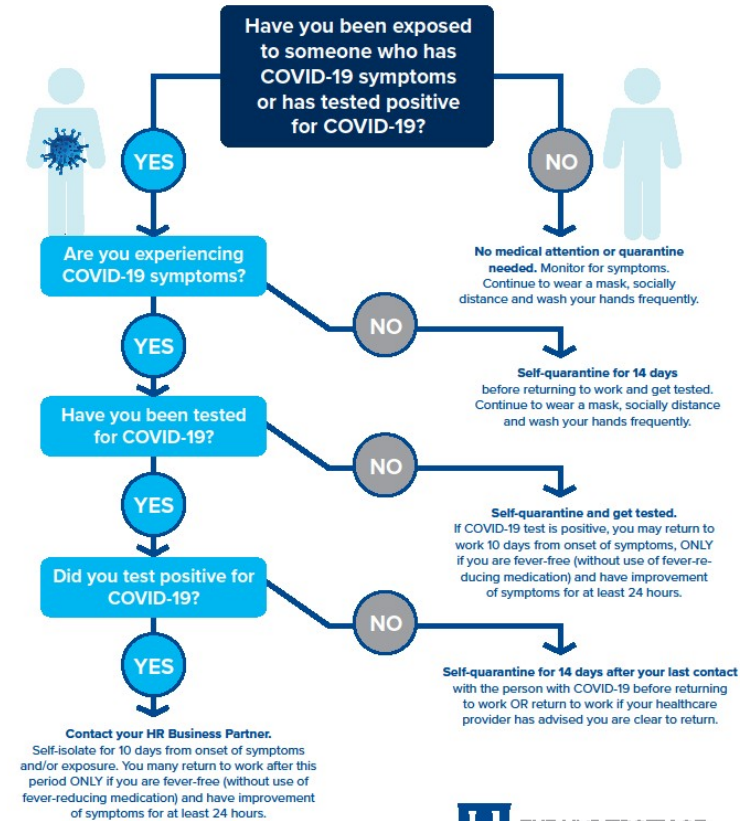 Have you been exposed
to someone who has
COVID-19 symptoms
or has tested positive
for COVID-19?
YES
NO
Are you experiencing
COVID-19 symptoms?
No medical attention or quarantine
needed. Monitor for symptoms.
Continue to wear a mask, socially
distance and wash your hands frequently.
YES
NO
Self-quarantine for 14 days
before returning to work and get tested.
Continue to wear a mask, socially distance
and wash your hands frequently.
Have you been tested
for COVID-19?
YES
NO
Self-quarantine and get tested.
If COVID-19 test is positive, you may return to
work 10 days from onset of symptoms, ONLY
if you are fever-free (without use of fever-re-
ducing medication) and have improvement
of symptoms for at least 24 hours.
Did you test positive for
COVID-19?
YES
NO
Self-quarantine for 14 days after your last contact
with the person with COVID-19 before returning
to work OR return to work if your healthcare
provider has advised you are clear to return.
Contact your HR Business Partner.
Self-isolate for 10 days from onset of symptoms
and/or exposure. You many return to work after this
period ONLY if you are fever-free (without use of
fever-reducing medication) and have improvement
of symptoms for at least 24 hours.